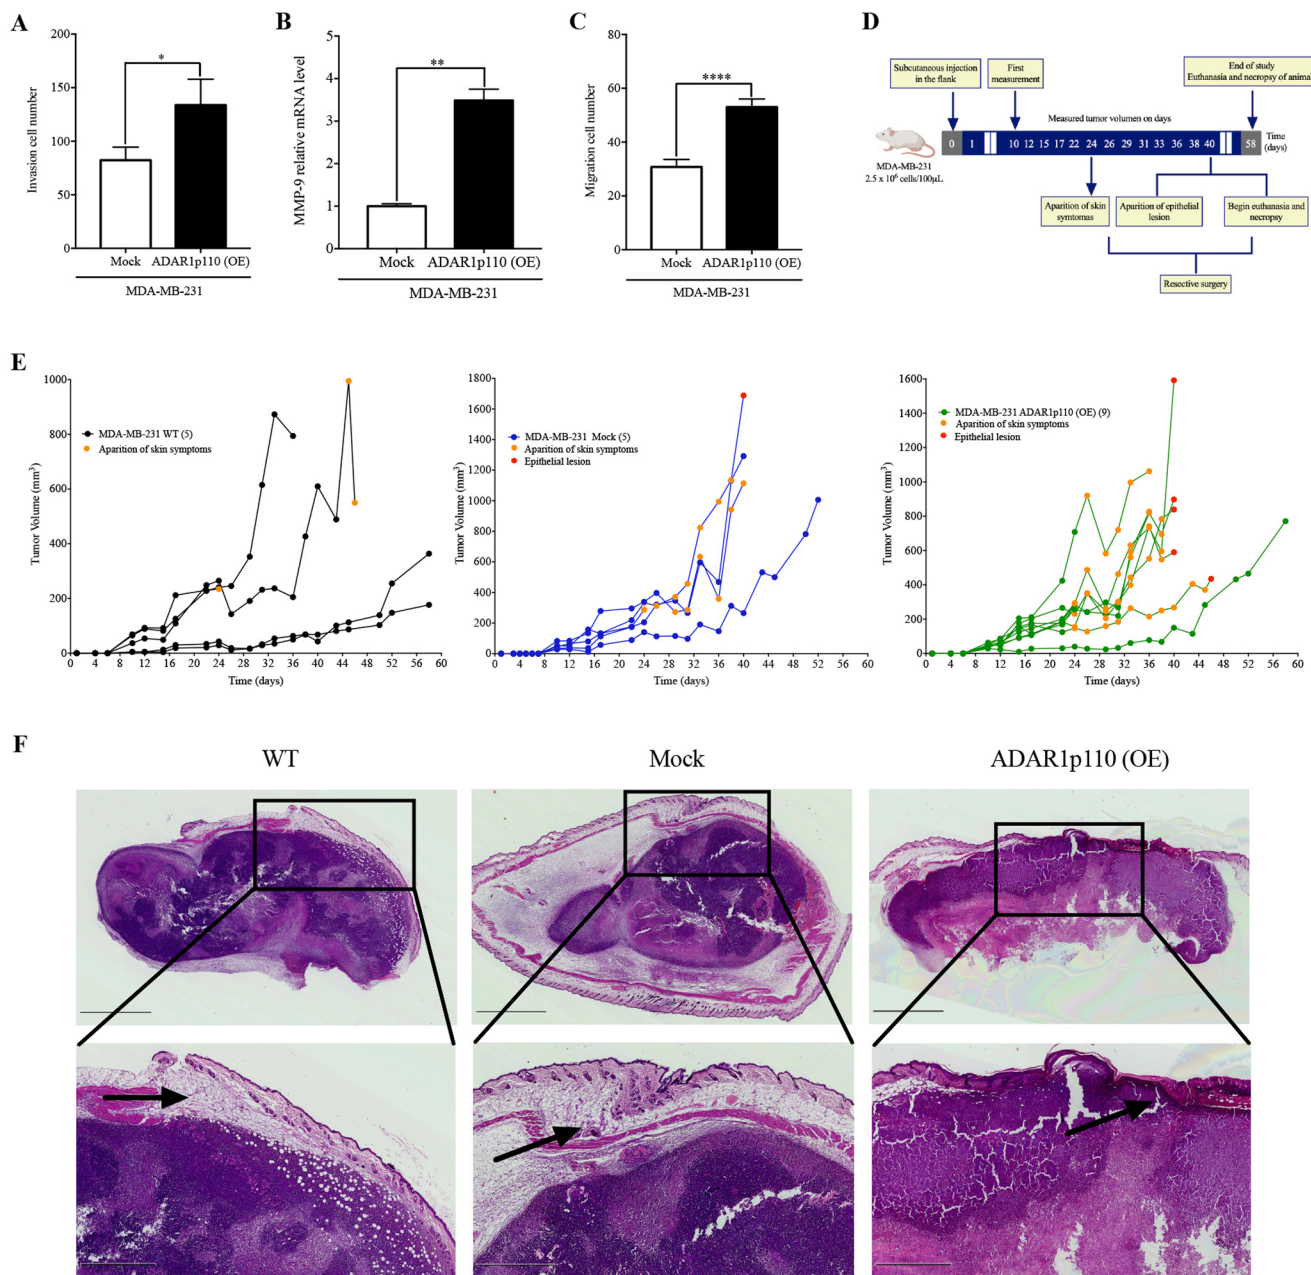 A
Invasion cell number
200
150
100
50
0
*
Mock ADAR1p110 (OE)
MDA-MB-231
B
MMP-9 relative mRNA level
5
4
3
2
1
0
**
Mock ADAR1p110 (OE)
MDA-MB-231
C
Migration cell number
80
60
40
20
0
****
Mock ADAR1p110 (OE)
MDA-MB-231
D
Subcutaneous injection
in the flank
First
measurement
End of study
Euthanasia and necropsy of animal
Measured tumor volumen on days
0 1 10 12 15 17 22 24 26 29 31 33 36 38 40 58
Time
(days)
MDA-MB-231
2.5 x 10⁶ cells/100μL
Aparition of skin
symtomas
Aparition of epithelial
lesion
Begin euthanasia and
necropsy
Resective surgery
E
Tumor Volume (mm³)
1000
800
600
400
200
0
MDA-MB-231 WT (5)
Aparition of skin symptoms
0 4 8 12 16 20 24 28 32 36 40 44 48 52 56 60
Time (days)
Tumor Volume (mm³)
1800
1600
1400
1200
1000
800
600
400
200
0
MDA-MB-231 Mock (5)
Aparition of skin symptoms
Epithelial lesion
0 4 8 12 16 20 24 28 32 36 40 44 48 52 56 60
Time (days)
Tumor Volume (mm³)
1600
1400
1200
1000
800
600
400
200
0
MDA-MB-231 ADAR1p110 (OE) (9)
Aparition of skin symptoms
Epithelial lesion
0 4 8 12 16 20 24 28 32 36 40 44 48 52 56 60
Time (days)
F
WT
Mock
ADAR1p110 (OE)